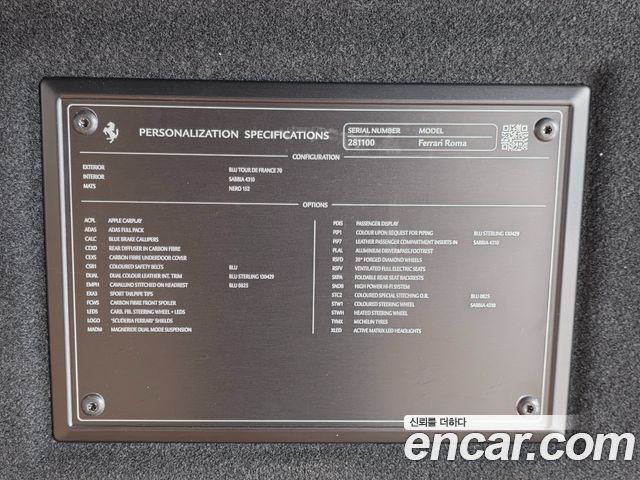 PERSONALIZATION SPECIFICATIONS
SERIAL NUMBER MODEL
281100 Ferrari Roma
CONFIGURATION
EXTERIOR BLU TOUR DE FRANCE 70
INTERIOR SABBIA 4310
MATS NERO 152
OPTIONS
ACPL APPLE CARPLAY
ADAS ADAS FULL PACK
CALC BLUE BRAKE CALLIPERS
CEXD REAR DIFFUSER IN CARBON FIBRE
CEXS CARBON FIBRE UNDERDOOR COVER
CSR1 COLOURED SAFETY BELTS BLU
DUAL DUAL COLOUR LEATHER INT. TRIM BLU STERLING 130429
EMPH CAVALLINO STITCHED ON HEADREST BLU 0825
EXA3 SPORT TAILPIPE TIPS
FCWS CARBON FIBRE FRONT SPOILER
LEDS CARB. FIB. STEERING WHEEL + LEDS
LOGO "SCUDERIA FERRARI" SHIELDS
MADM MAGNERIDE DUAL MODE SUSPENSION
PDIS PASSENGER DISPLAY
PIP1 COLOUR UPON REQUEST FOR PIPING BLU STERLING 130429
PIP7 LEATHER PASSENGER COMPARTMENT INSERTS IN SABBIA 4310
PLAL ALUMINIUM DRIVER&PASS.FOOTREST
RSFD 20" FORGED DIAMOND WHEELS
RSFV VENTILATED FULL ELECTRIC SEATS
SKPA FOLDABLE REAR SEAT BACKRESTS
SNDB HIGH POWER HI-FI SYSTEM
STC2 COLOURED SPECIAL STITCHING O.R. BLU 0825
STW1 COLOURED STEERING WHEEL SABBIA 4310
STWH HEATED STEERING WHEEL
TYMX MICHELIN TYRES
XLED ACTIVE MATRIX LED HEADLIGHTS
신뢰를 더하다
encar.com